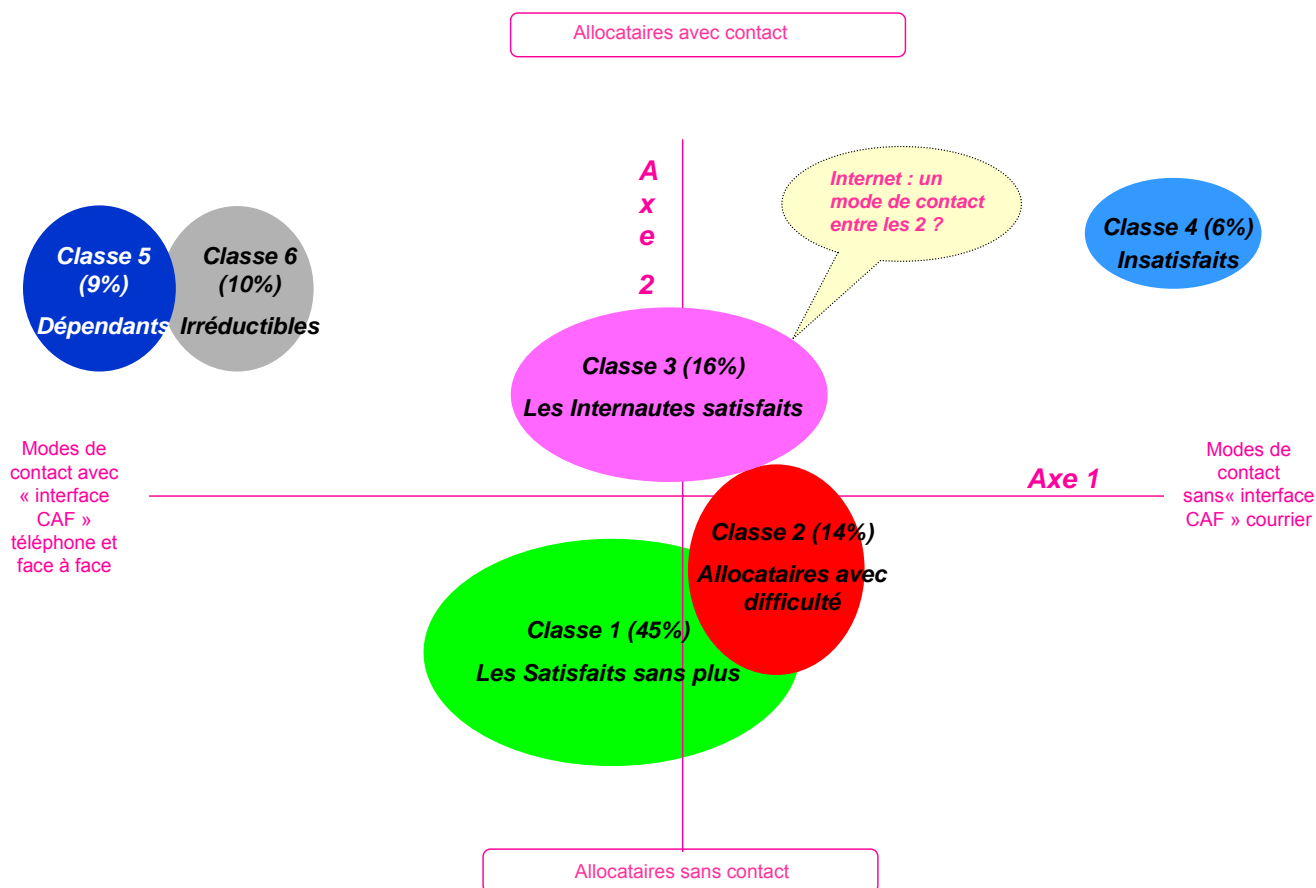 Allocataires avec contact
A
x
e
2
Internet : un
mode de contact
entre les 2 ?
Classe 4 (6%)
Insatisfaits
Classe 5
(9%)
Dépendants
Classe 6
(10%)
Irréductibles
Classe 3 (16%)
Les Internautes satisfaits
Modes de
contact avec
« interface
CAF »
téléphone et
face à face
Axe 1
Modes de
contact
sans« interface
CAF » courrier
Classe 2 (14%)
Allocataires avec
difficulté
Classe 1 (45%)
Les Satisfaits sans plus
Allocataires sans contact